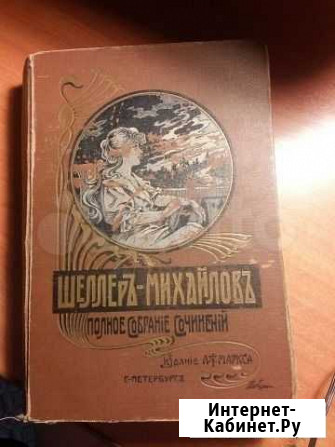 ШЕЛЛЕРЪ-МИХАЙЛОВЪ
ПОЛНОЕ СОБРАНІЕ СОЧИНЕНІЙ
ИЗДАНІЕ А.Ф. МАРКСА
С-ПЕТЕРБУРГЪ
Интернет-
Кабинет.Ру